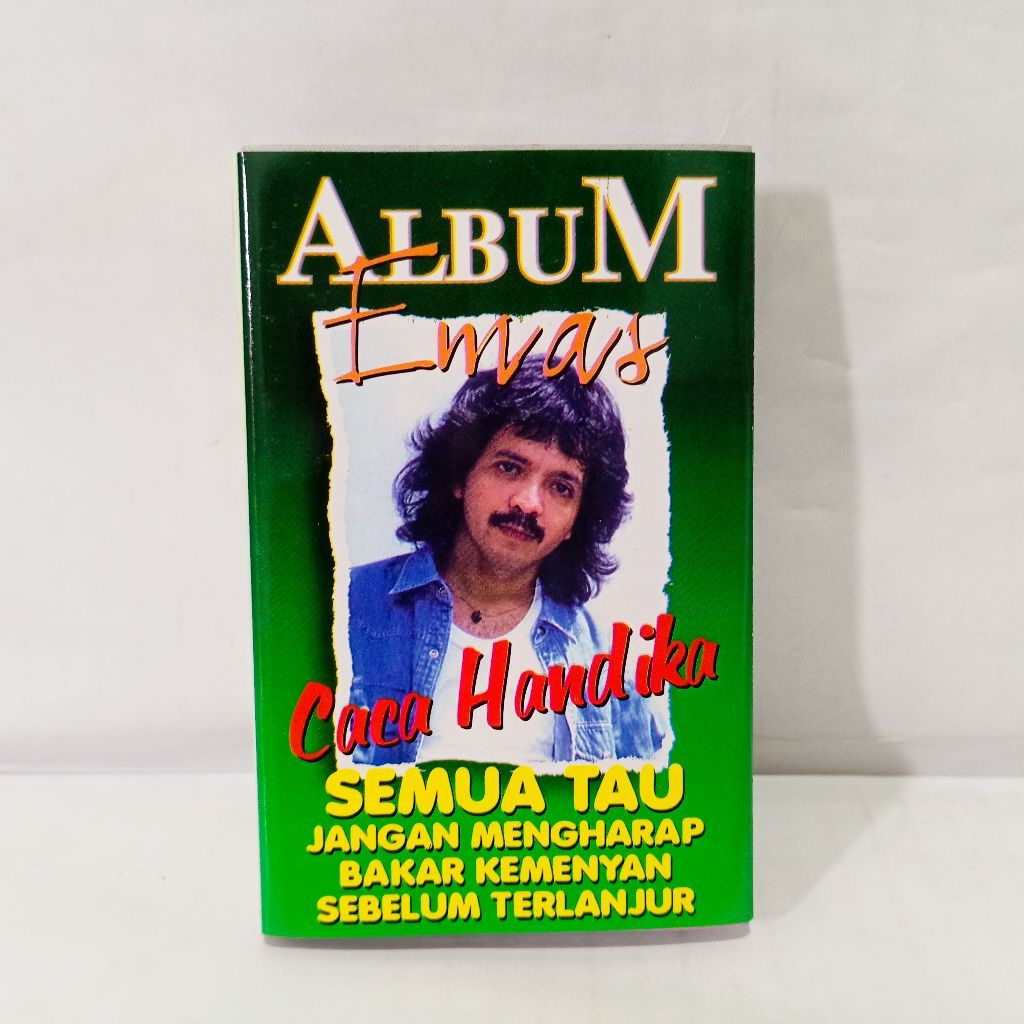 ALBUM
Emas
Caca Handika
SEMUA TAU
JANGAN MENGHARAP
BAKAR KEMENYAN
SEBELUM TERLANJUR